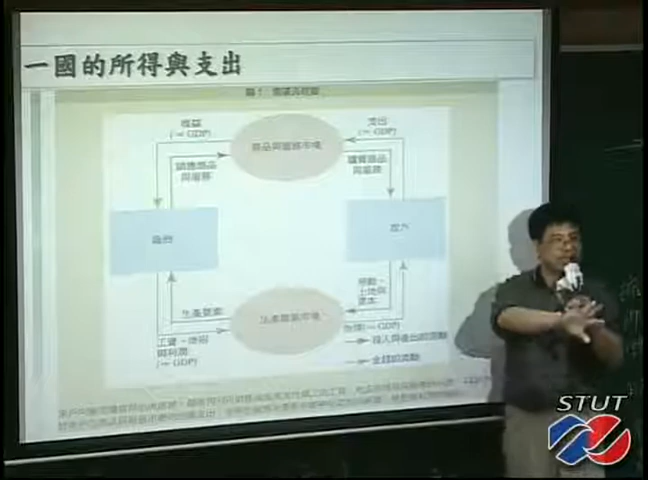 一國的所得與支出
收益
(= GDP)
支出
(= GDP)
商品與服務市場
銷售商品
與服務
購買商品
與服務
廠商
家戶
勞動、
土地與
資本
生產要素
生產要素市場
工資、地租
與利潤
(= GDP)
所得(= GDP)
投入與產出的流動
金錢的流動
STUT